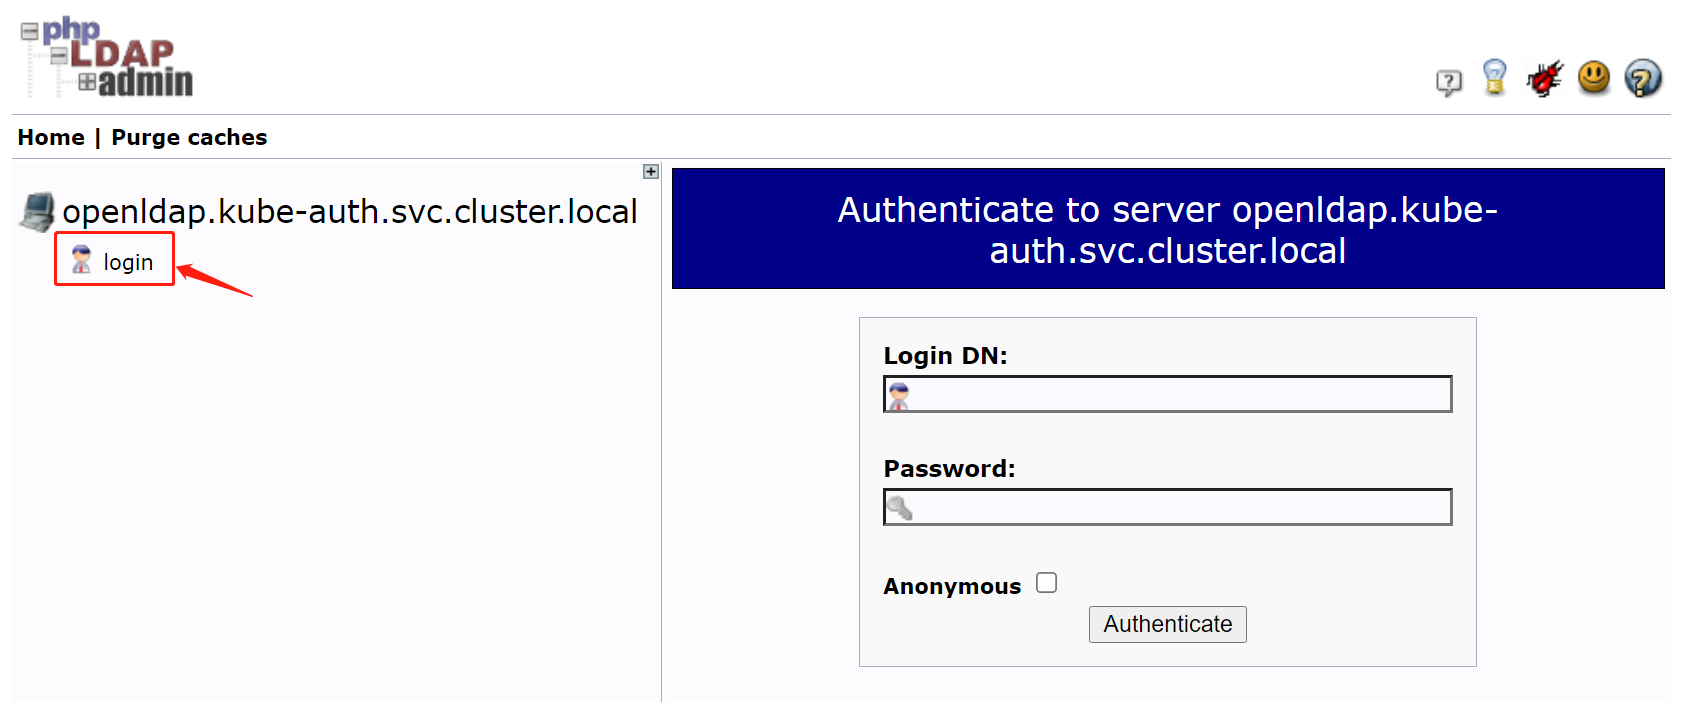 php
LDAP
admin
Home | Purge caches
openldap.kube-auth.svc.cluster.local
login
Authenticate to server openldap.kube-
auth.svc.cluster.local
Login DN:
Password:
Anonymous
Authenticate